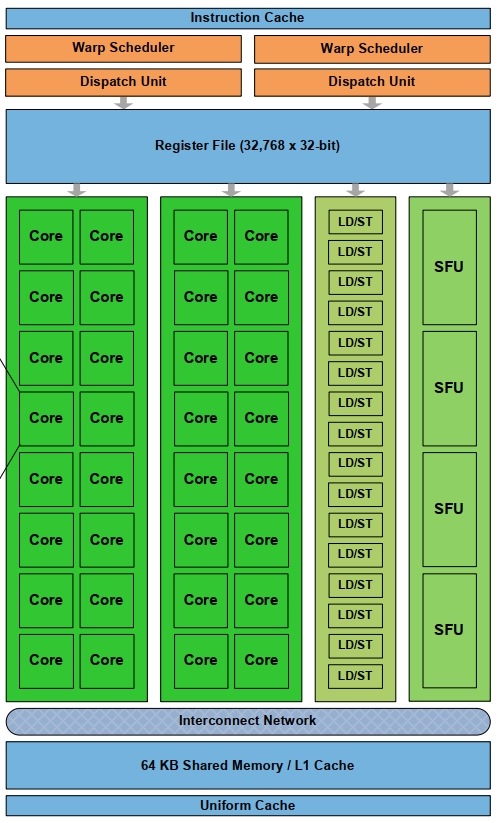 Instruction Cache
Warp Scheduler Warp Scheduler
Dispatch Unit Dispatch Unit
Register File (32,768 x 32-bit)
Core Core Core Core LD/ST SFU
LD/ST
Core Core Core Core LD/ST
LD/ST
Core Core Core Core LD/ST SFU
LD/ST
Core Core Core Core LD/ST
LD/ST
Core Core Core Core LD/ST SFU
LD/ST
Core Core Core Core LD/ST
LD/ST
Core Core Core Core LD/ST SFU
LD/ST
Core Core Core Core LD/ST
LD/ST
Interconnect Network
64 KB Shared Memory / L1 Cache
Uniform Cache